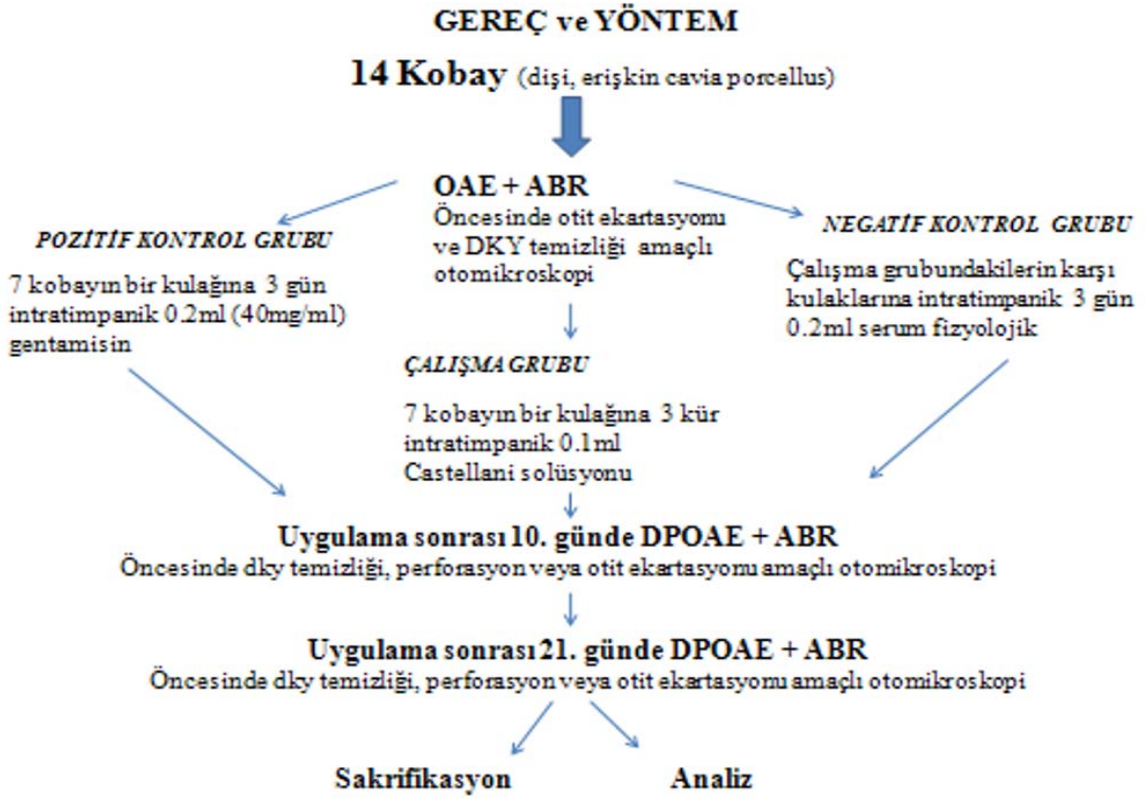 GEREÇ ve YÖNTEM
14 Kobay (dişi, erişkin cavia porcellus)
OAE + ABR
Öncesinde otit ekartasyonu
ve DKY temizliği amaçlı
otomikroskopi
POZİTİF KONTROL GRUBU
7 kobayın bir kulağına 3 gün
intratimpanik 0.2ml (40mg/ml)
gentamisin
NEGATİF KONTROL GRUBU
Çalışma grubundakilerin karşı
kulaklarına intratimpanik 3 gün
0.2ml serum fizyolojik
ÇALIŞMA GRUBU
7 kobayın bir kulağına 3 kür
intratimpanik 0.1ml
Castellani solüsyonu
Uygulama sonrası 10. günde DPOAE + ABR
Öncesinde dky temizliği, perforasyon veya otit ekartasyonu amaçlı otomikroskopi
Uygulama sonrası 21. günde DPOAE + ABR
Öncesinde dky temizliği, perforasyon veya otit ekartasyonu amaçlı otomikroskopi
Sakrifikasyon Analiz